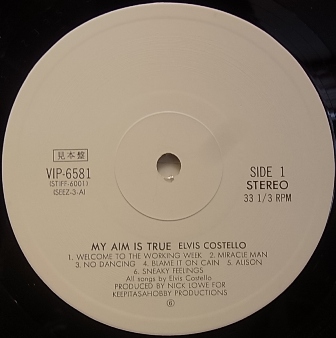 見本盤
VIP-6581
(STIFF-6001)
(SEEZ-3-A)
SIDE 1
STEREO
33 1/3 RPM
MY AIM IS TRUE ELVIS COSTELLO
1. WELCOME TO THE WORKING WEEK 2. MIRACLE MAN
3. NO DANCING 4. BLAME IT ON CAIN 5. ALISON
6. SNEAKY FEELINGS
All songs by Elvis Costello
PRODUCED BY NICK LOWE FOR
KEEPITASAHOBBY PRODUCTIONS